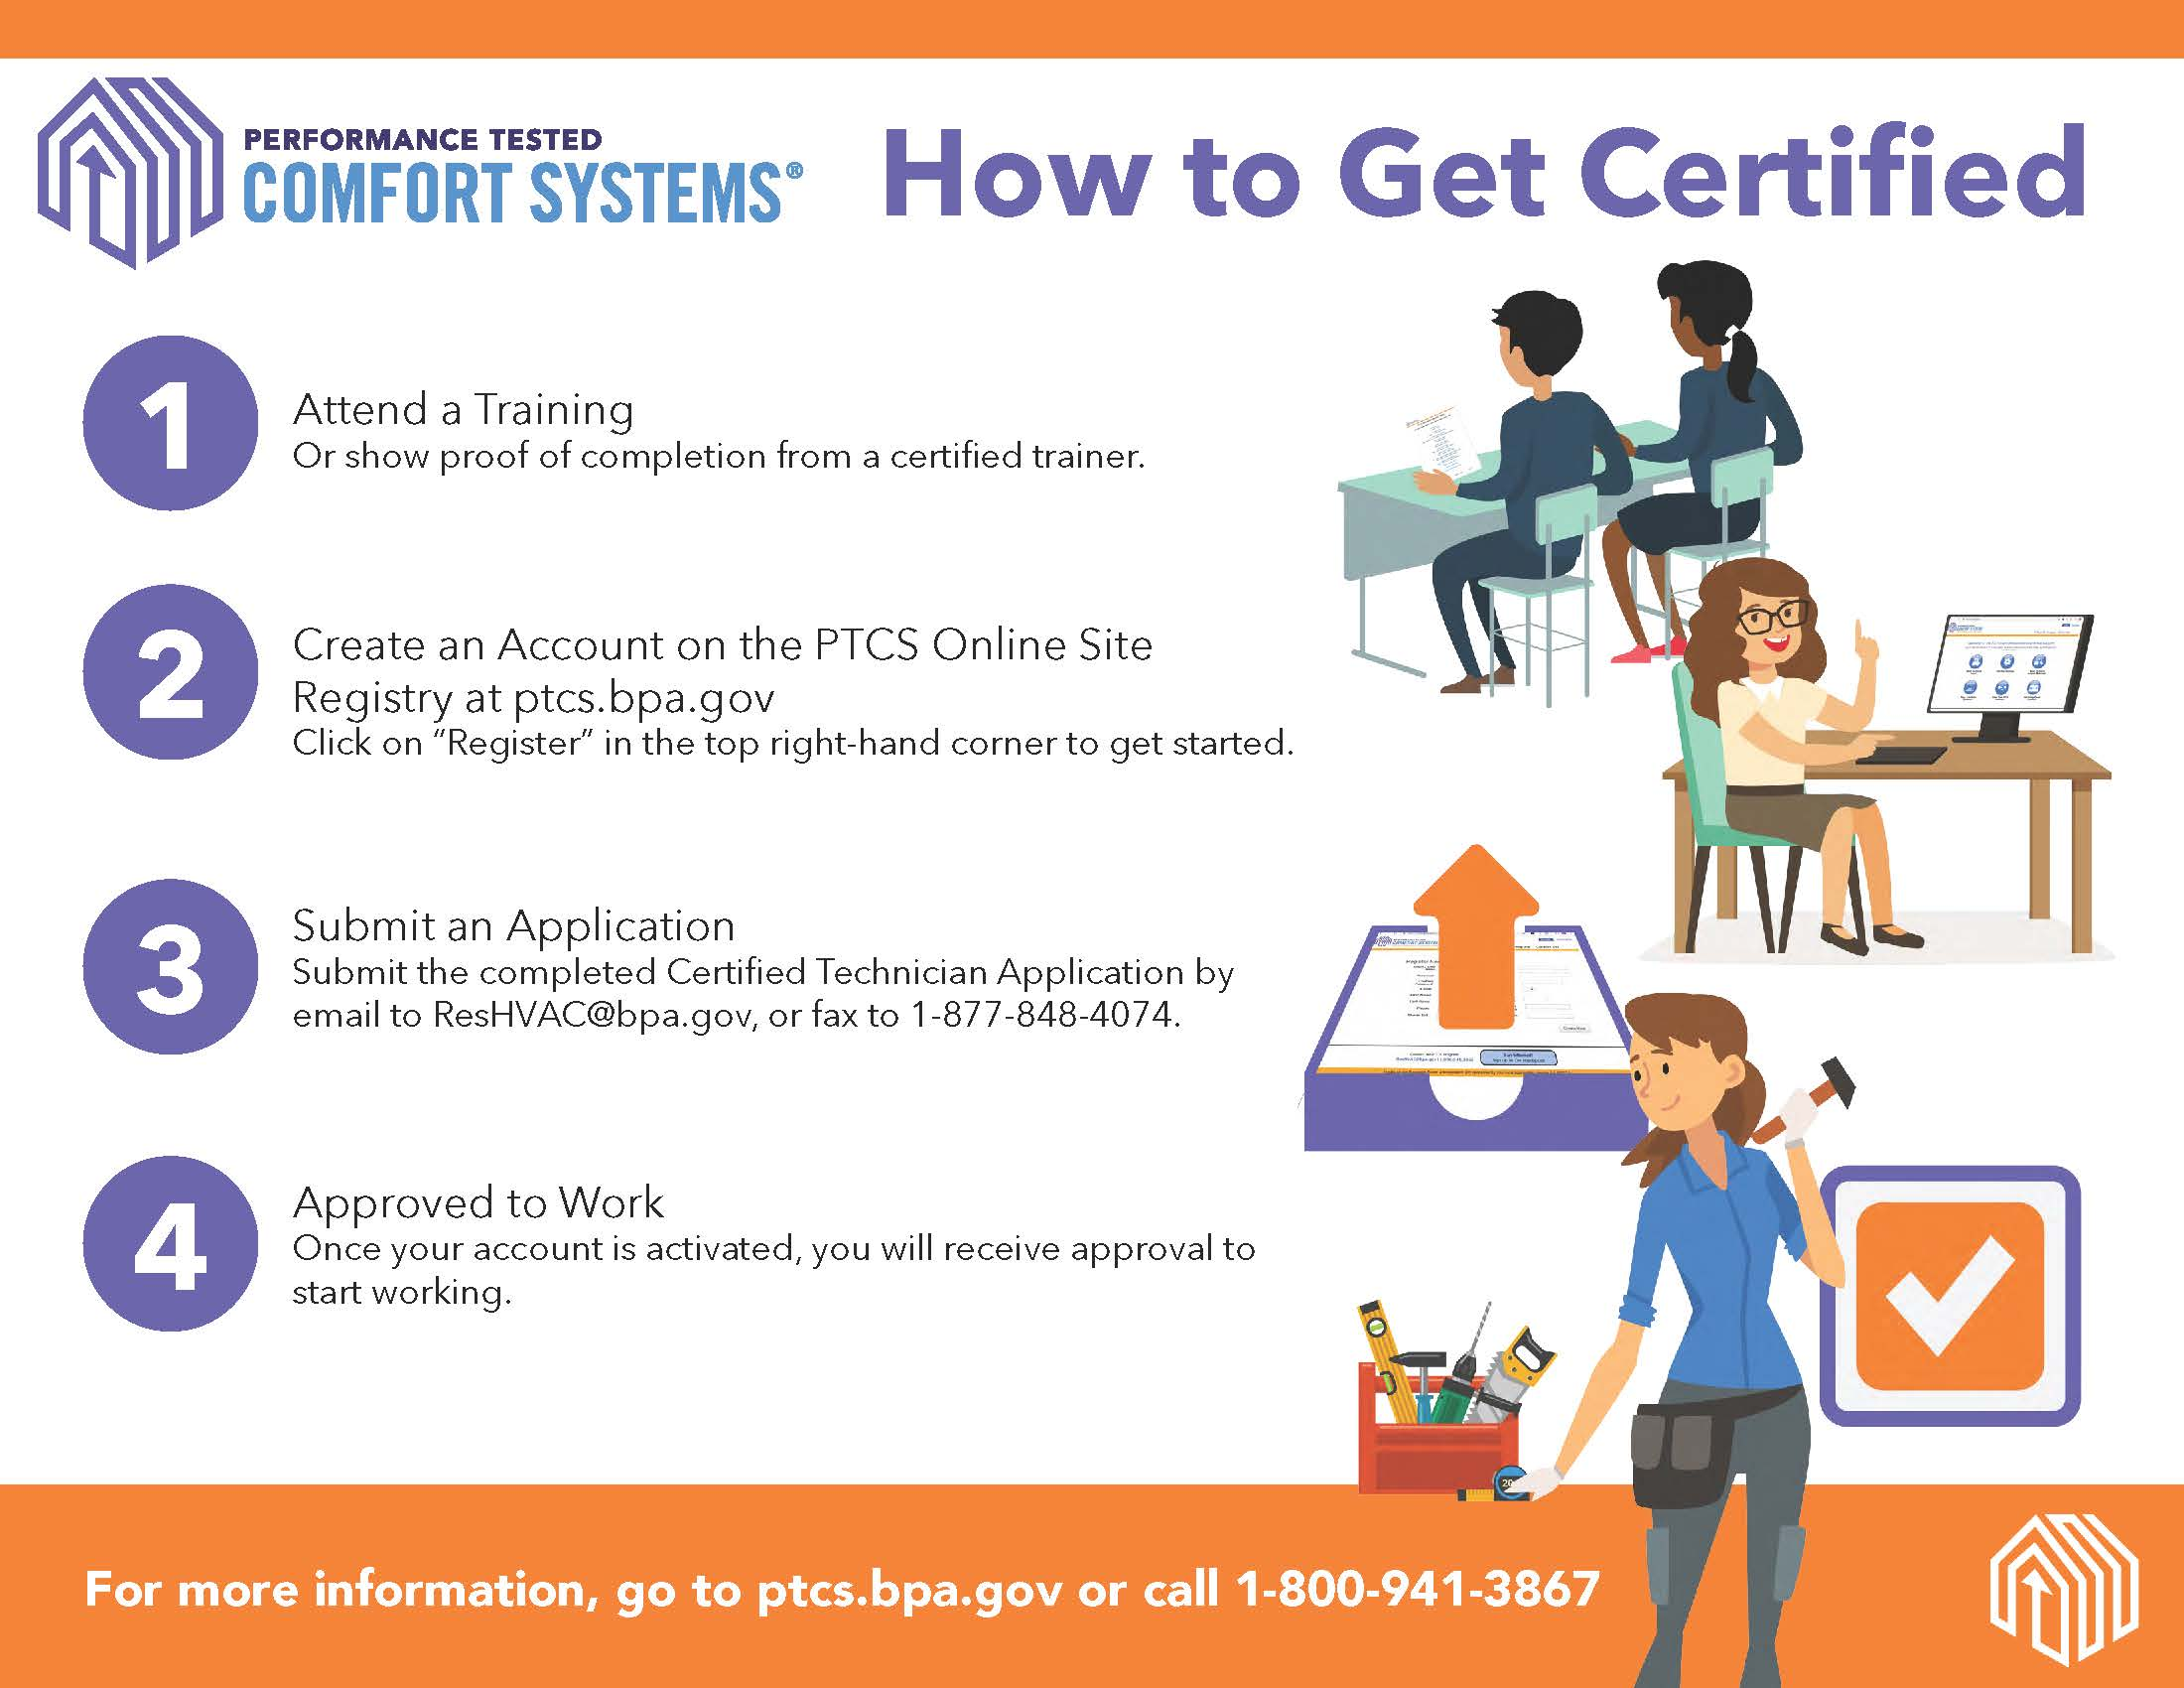 PERFORMANCE TESTED
COMFORT SYSTEMS®
How to Get Certified
1
Attend a Training
Or show proof of completion from a certified trainer.
2
Create an Account on the PTCS Online Site
Registry at ptcs.bpa.gov
Click on “Register” in the top right-hand corner to get started.
3
Submit an Application
Submit the completed Certified Technician Application by
email to ResHVAC@bpa.gov, or fax to 1-877-848-4074.
4
Approved to Work
Once your account is activated, you will receive approval to
start working.
20
For more information, go to ptcs.bpa.gov or call 1-800-941-3867